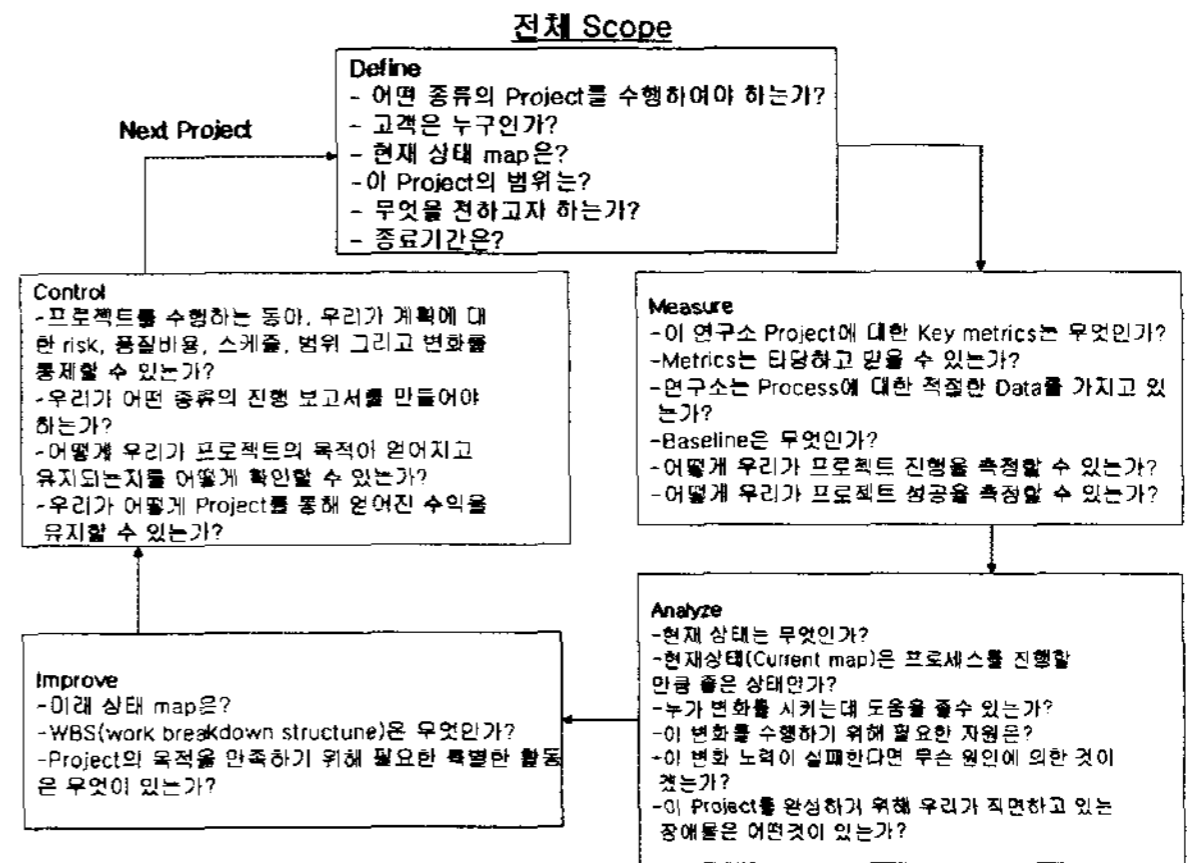 전체 Scope
Define
- 어떤 종류의 Project를 수행하여야 하는가?
- 고객은 누구인가?
- 현재 상태 map은?
-이 Project의 범위는?
- 무엇을 전하고자 하는가?
- 종료기간은?
Next Project
Measure
-이 연구소 Project에 대한 Key metrics는 무엇인가?
-Metrics는 타당하고 믿을 수 있는가?
-연구소는 Process에 대한 적절한 Data를 가지고 있
는가?
-Baseline은 무엇인가?
-어떻게 우리가 프로젝트 진행을 측정할 수 있는가?
-어떻게 우리가 프로젝트 성공을 측정할 수 있는가?
Analyze
-현재 상태는 무엇인가?
-현재상태(Current map)은 프로세스를 진행할
만큼 좋은 상태인가?
-누가 변화를 시키는데 도움을 줄수 있는가?
-이 변화를 수행하기 위해 필요한 자원은?
-이 변화 노력이 실패한다면 무슨 원인에 의한 것이
겠는가?
-이 Project를 완성하기 위해 우리가 직면하고 있는
장애물은 어떤것이 있는가?
Improve
-미래 상태 map은?
-WBS(work breakdown structune)은 무엇인가?
-Project의 목적을 만족하기 위해 필요한 특별한 활동
은 무엇이 있는가?
Control
-프로젝트를 수행하는 동아, 우리가 계획에 대
한 risk, 품질비용, 스케줄, 범위 그리고 변화를
통제할 수 있는가?
-우리가 어떤 종류의 진행 보고서를 만들어야
하는가?
-어떻게 우리가 프로젝트의 목적이 얻어지고
유지되는지를 어떻게 확인할 수 있는가?
-우리가 어떻게 Project를 통해 얻어진 수익을
유지할 수 있는가?